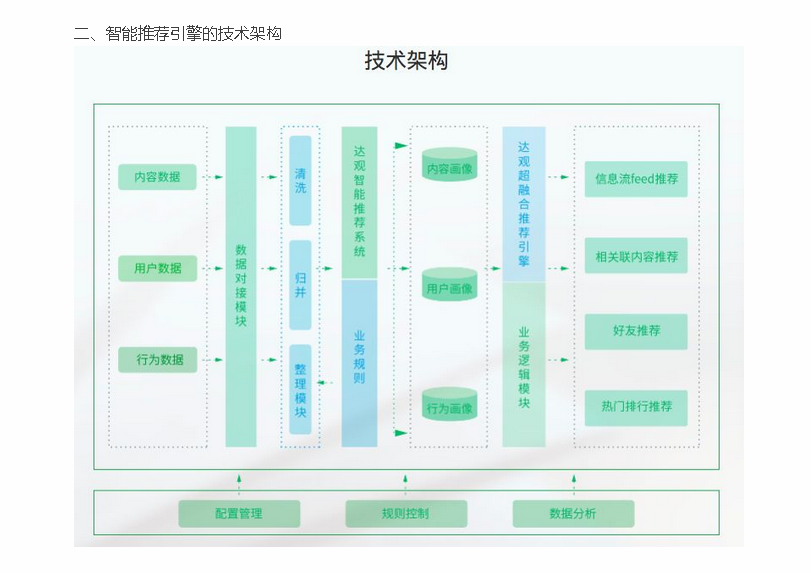 二、智能推荐引擎的技术架构
技术架构
内容数据
用户数据
行为数据
数据对接模块
清洗
归并
整理模块
达观智能推荐系统
业务规则
内容画像
用户画像
行为画像
达观超融合推荐引擎
业务逻辑模块
信息流feed推荐
相关联内容推荐
好友推荐
热门排行推荐
配置管理
规则控制
数据分析